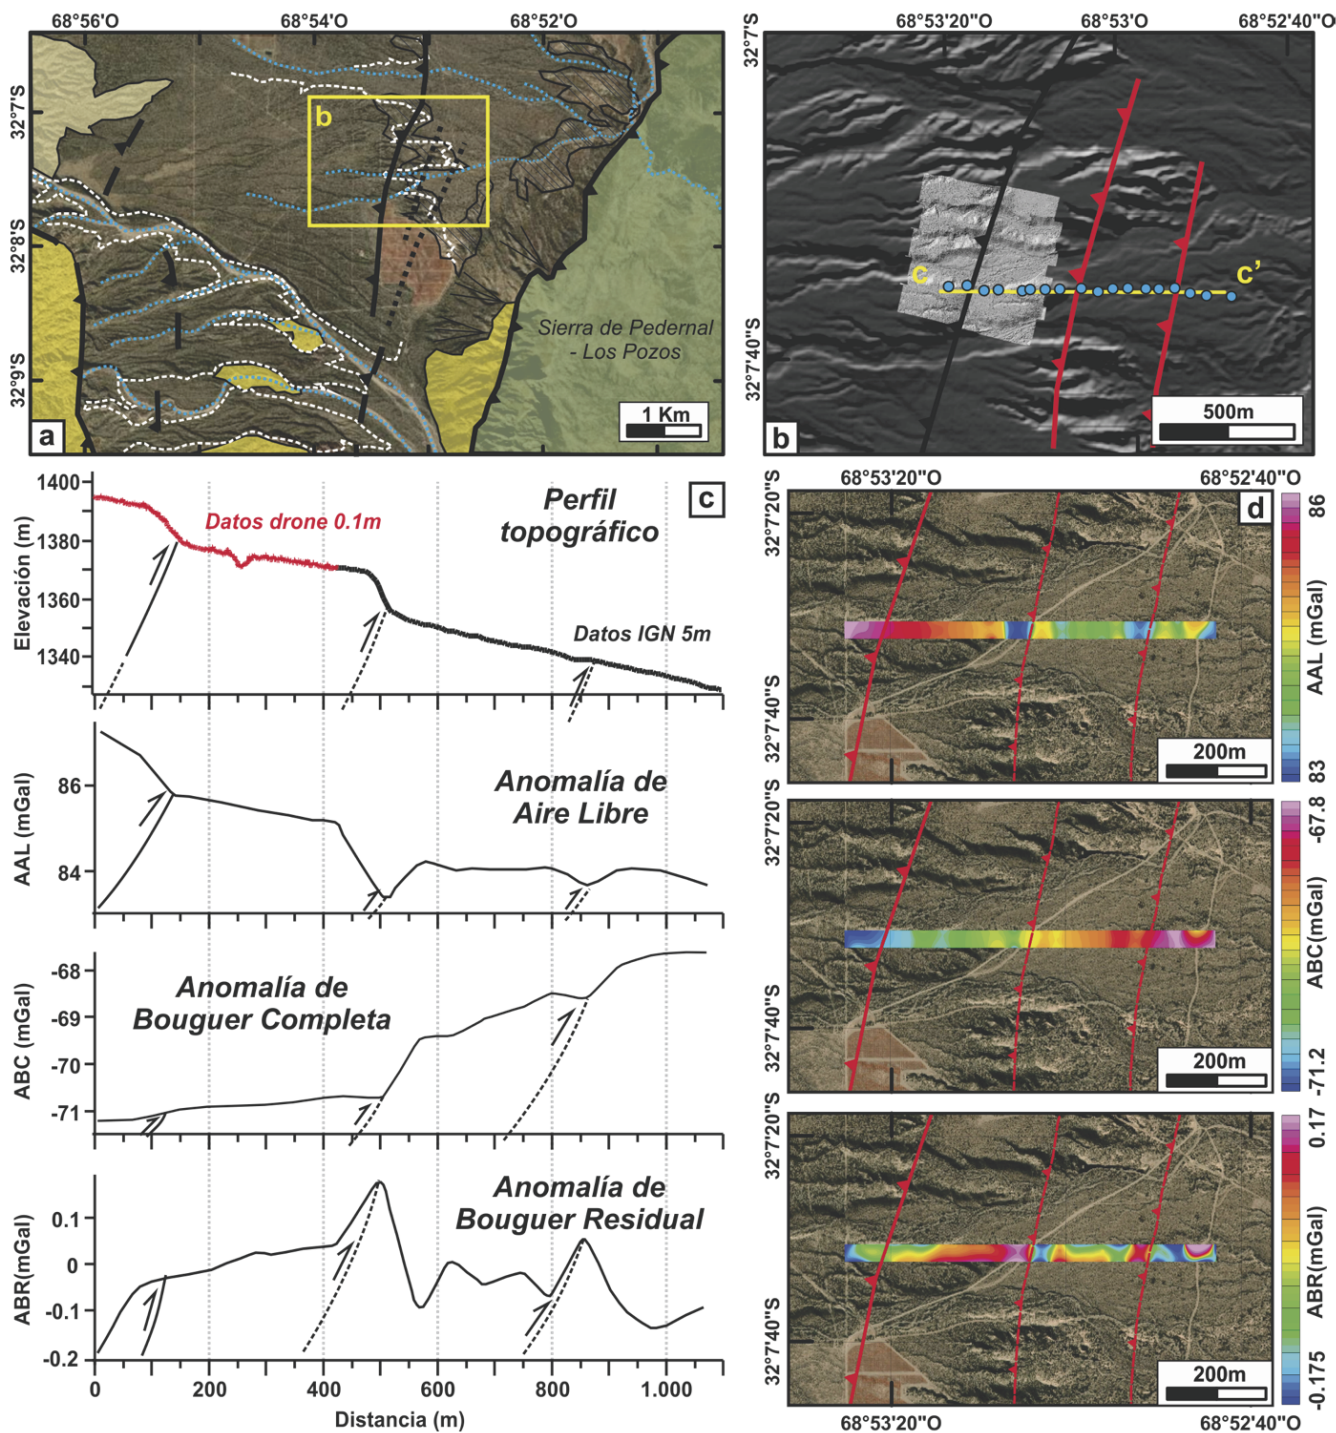 68°56'O 68°54'O 68°52'O
32°7'S
32°8'S
32°9'S
b
Sierra de Pedernal
- Los Pozos
1 Km
a
68°53'20"O 68°53'O 68°52'40"O
32°7'S
32°7'40"S
c c'
500m
b
1400
1380
1360
1340
Elevación (m)
Datos drone 0.1m
Perfil
topográfico
c
Datos IGN 5m
86
84
AAL (mGal)
Anomalía de
Aire Libre
-68
-69
-70
-71
ABC (mGal)
Anomalía de
Bouguer Completa
0.1
0
-0.1
-0.2
ABR(mGal)
Anomalía de
Bouguer Residual
0 200 400 600 800 1.000
Distancia (m)
68°53'20"O 68°52'40"O
32°7'20"S
32°7'40"S
d
200m
86
AAL (mGal)
83
32°7'20"S
32°7'40"S
200m
-67.8
ABC(mGal)
-71.2
32°7'20"S
32°7'40"S
200m
0.17
ABR(mGal)
-0.175
68°53'20"O 68°52'40"O